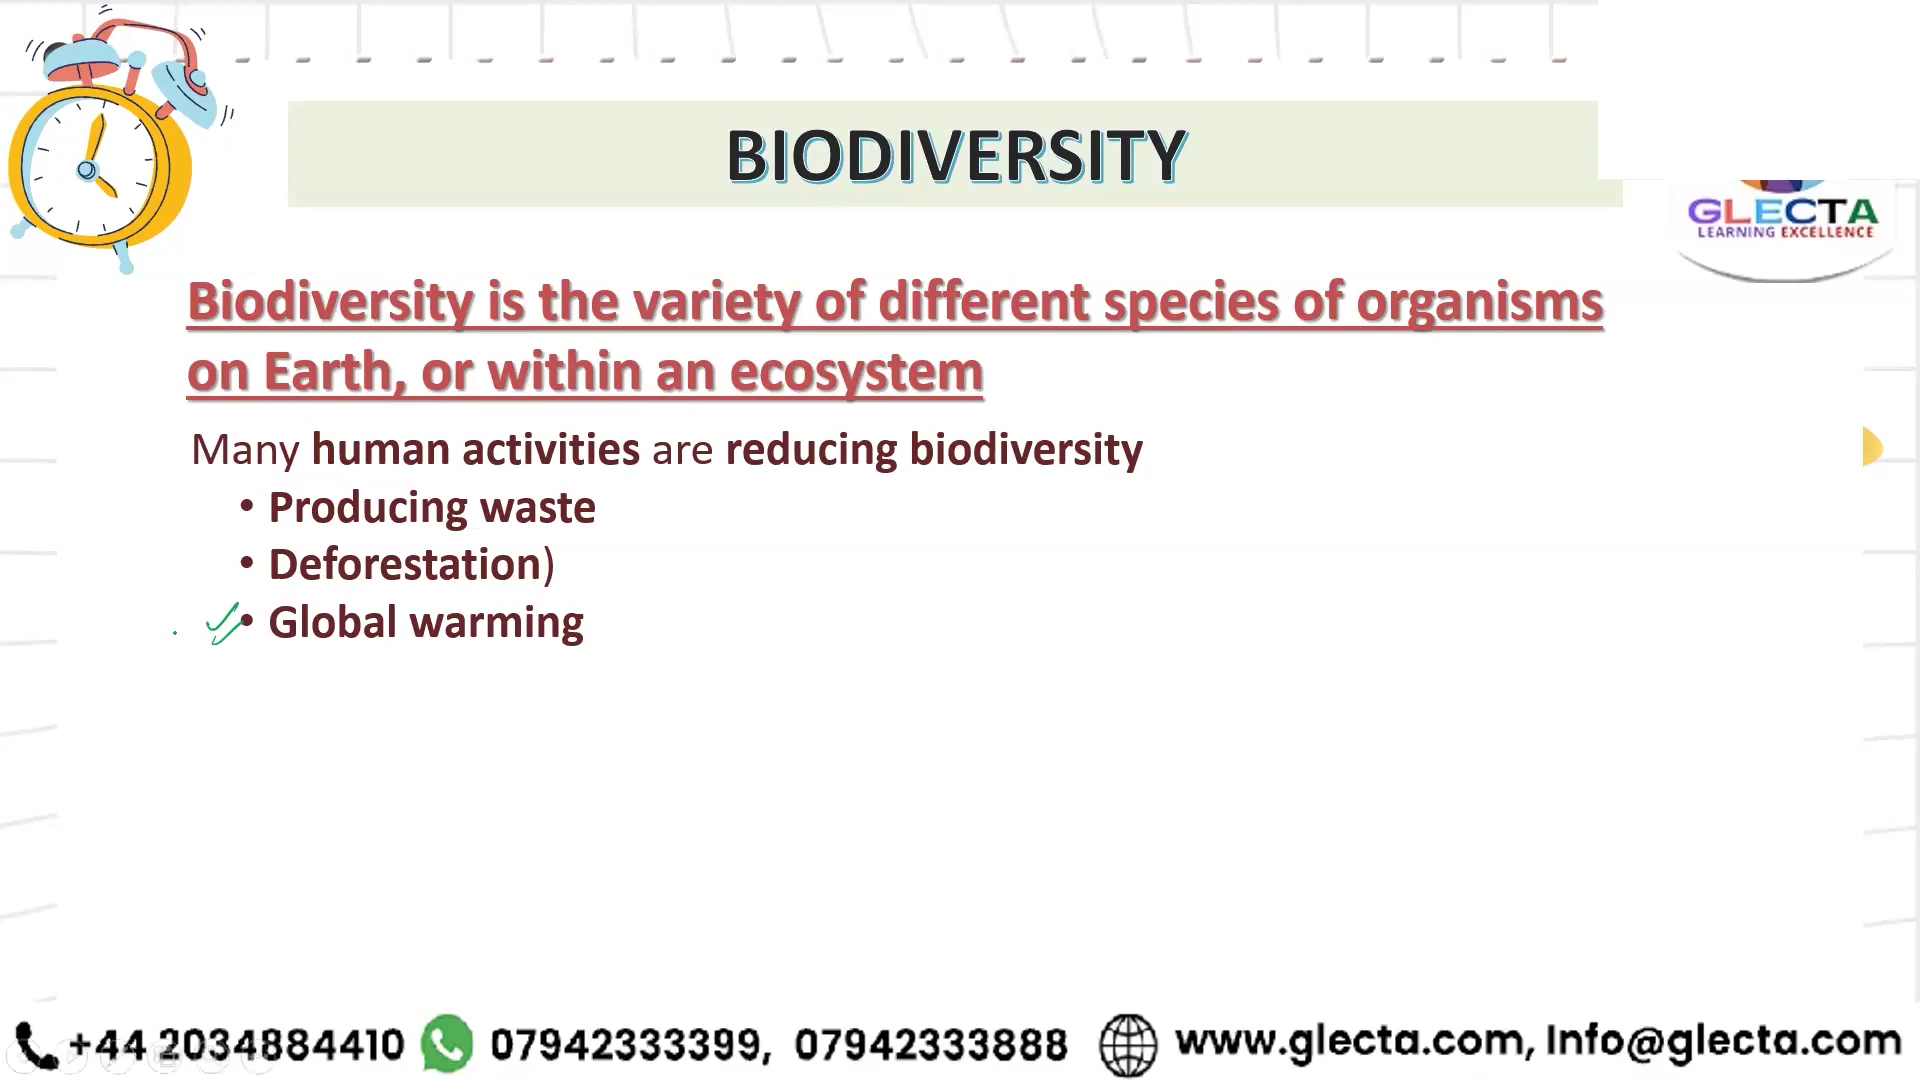 BIODIVERSITY
GLECTA
LEARNING EXCELLENCE
Biodiversity is the variety of different species of organisms
on Earth, or within an ecosystem
Many human activities are reducing biodiversity
• Producing waste
• Deforestation)
• Global warming
+44 2034884410 07942333399, 07942333888 www.glecta.com, Info@glecta.com